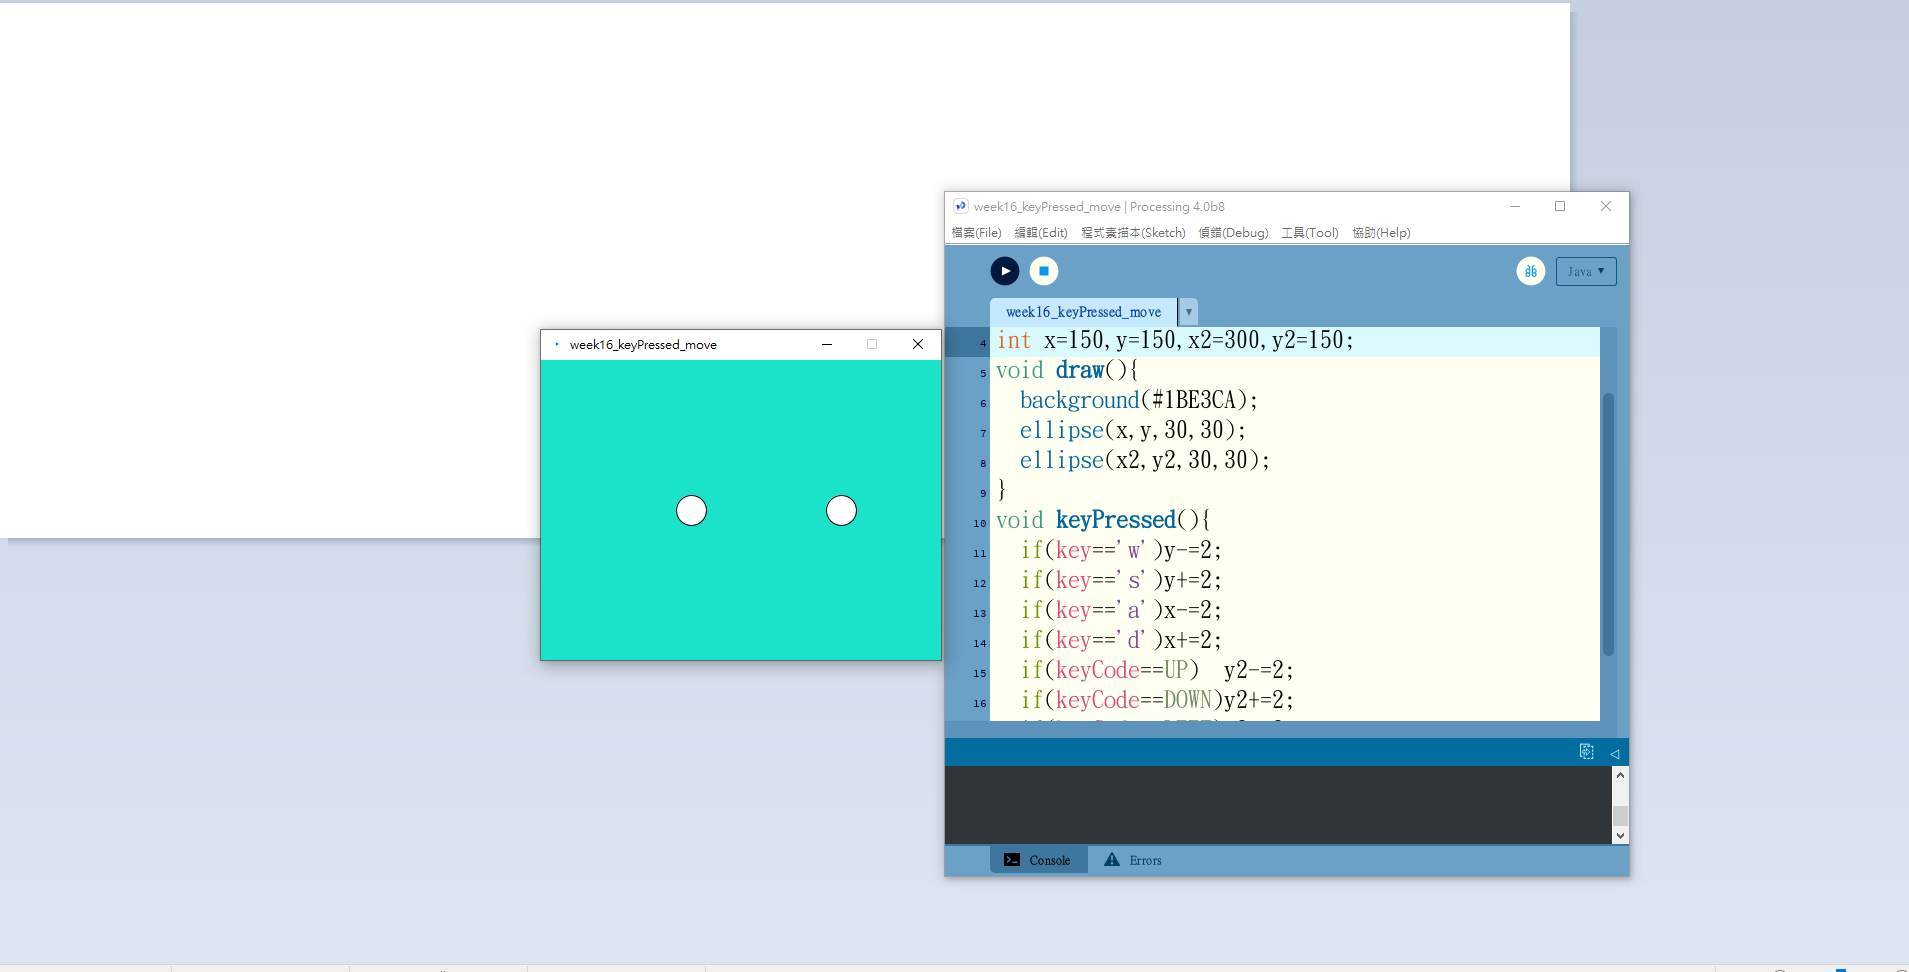 week16_keyPressed_move | Processing 4.0b8
檔案(File) 編輯(Edit) 程式素描本(Sketch) 偵錯(Debug) 工具(Tool) 協助(Help)
Java ▼
week16_keyPressed_move ▼
week16_keyPressed_move
4 int x=150,y=150,x2=300,y2=150;
5 void draw(){
6 background(#1BE3CA);
7 ellipse(x,y,30,30);
8 ellipse(x2,y2,30,30);
9 }
10 void keyPressed(){
11 if(key=='w')y-=2;
12 if(key=='s')y+=2;
13 if(key=='a')x-=2;
14 if(key=='d')x+=2;
15 if(keyCode==UP) y2-=2;
16 if(keyCode==DOWN)y2+=2;
Console Errors